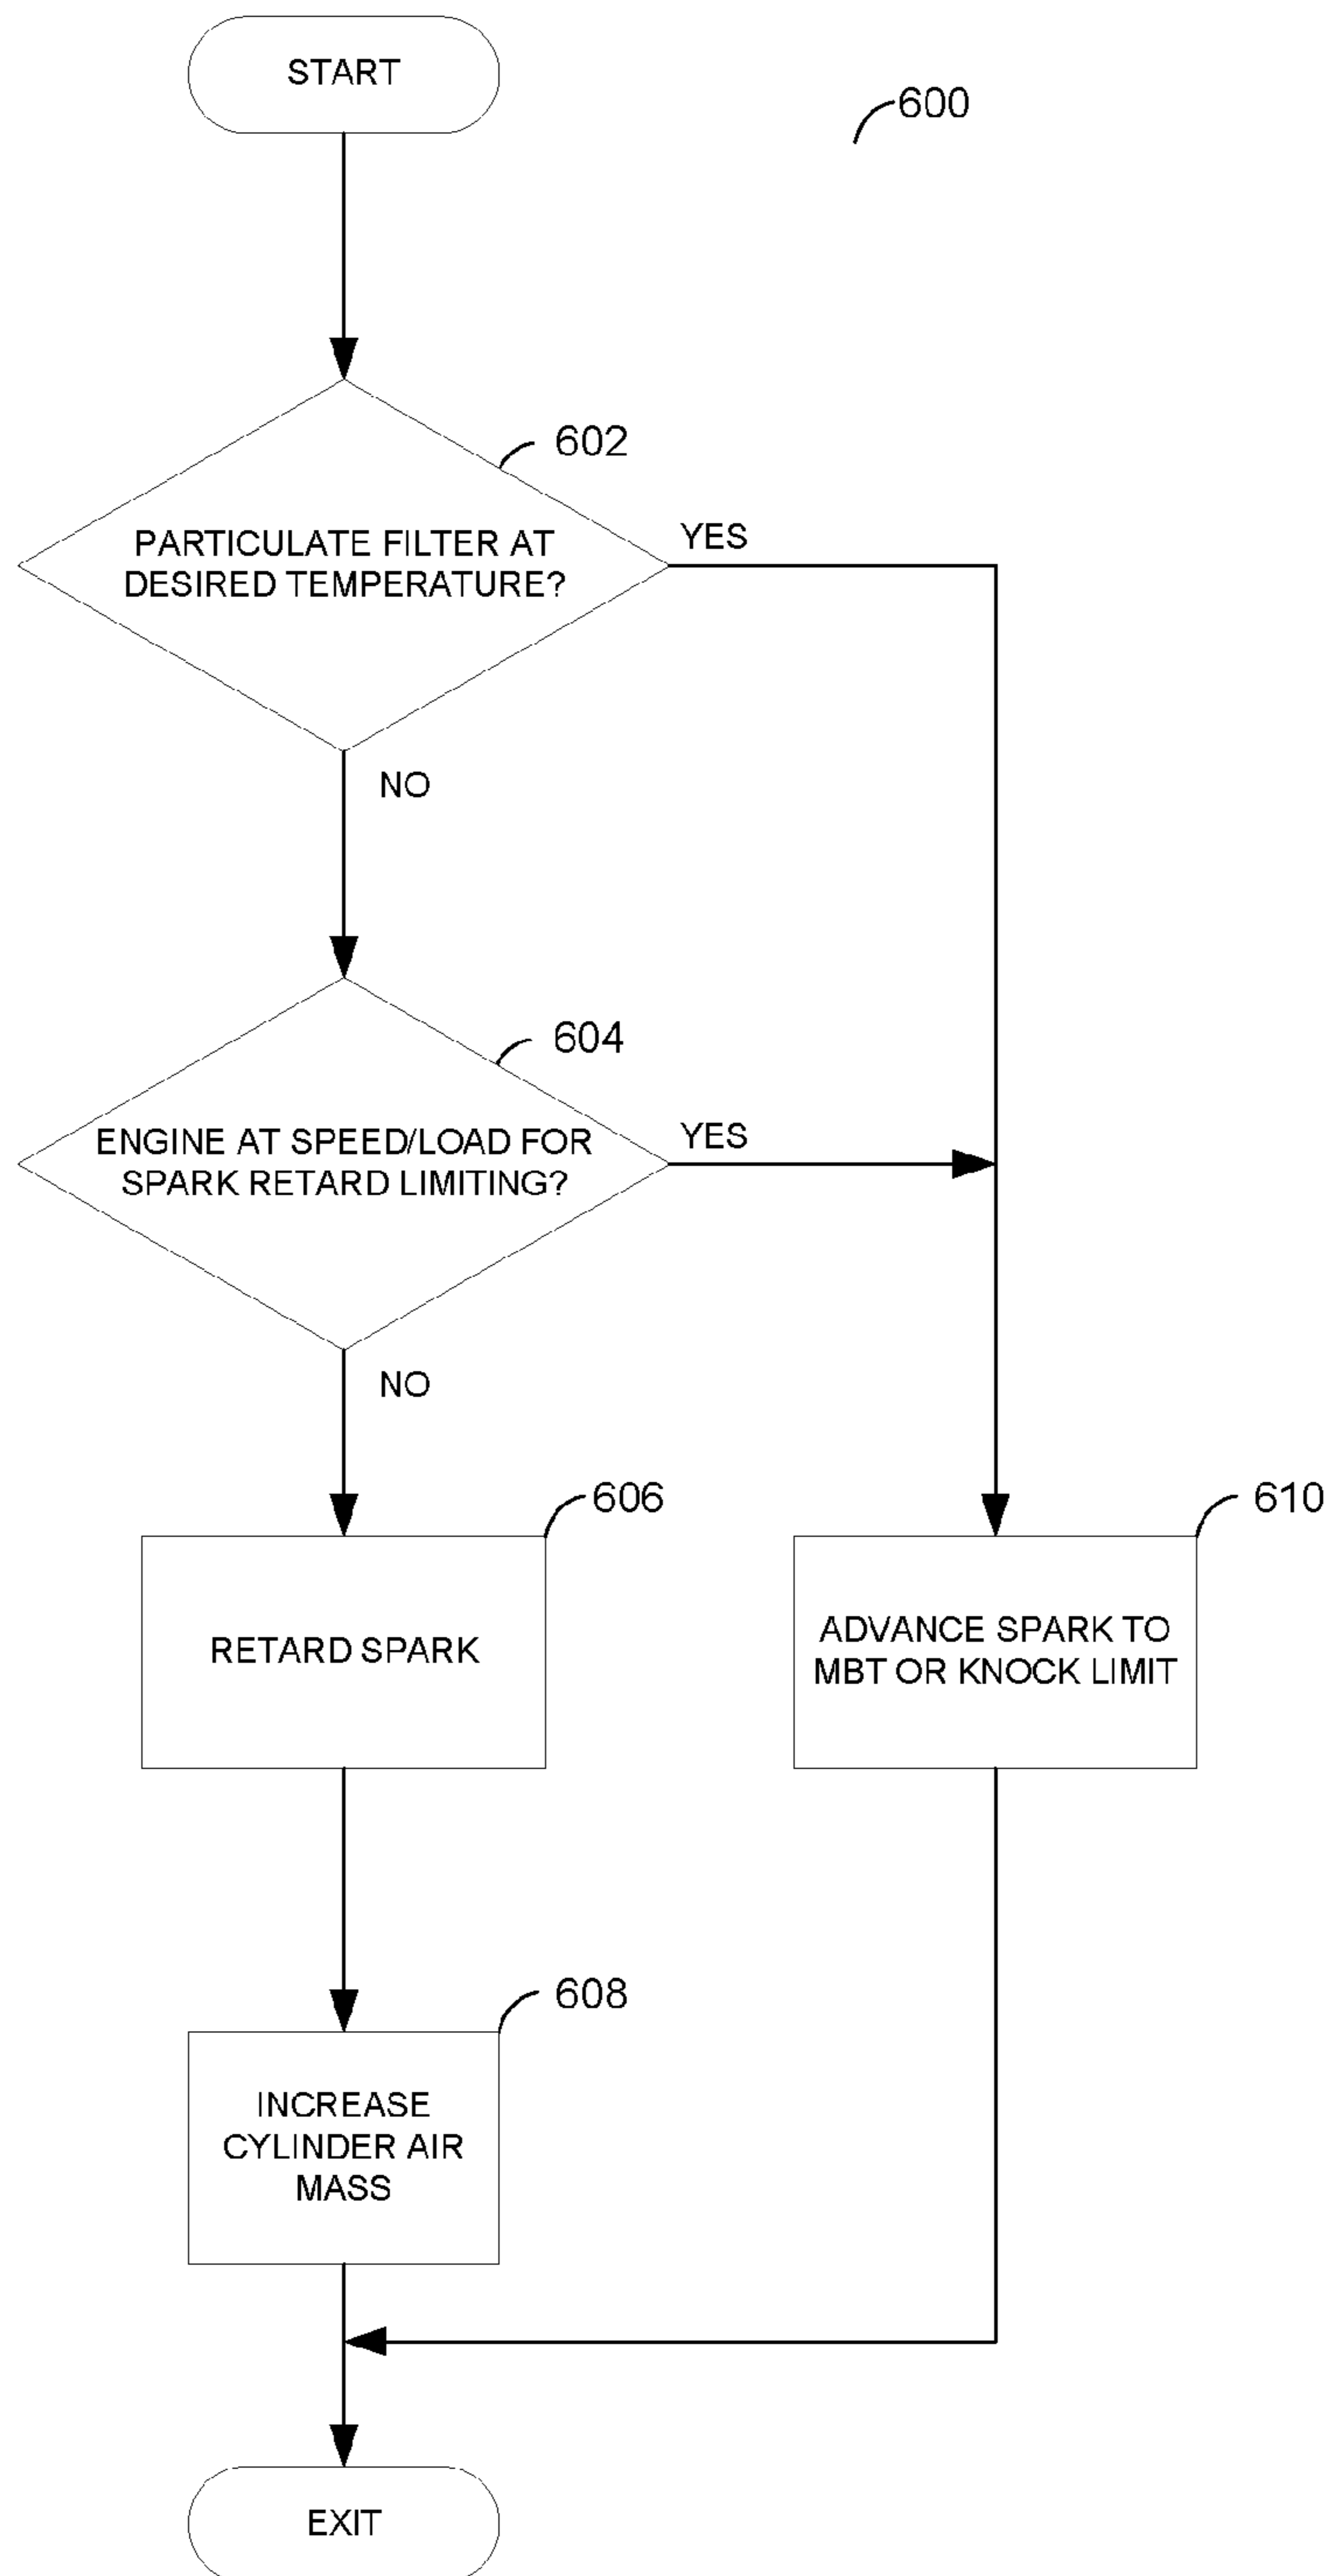 START
600
602
PARTICULATE FILTER AT
DESIRED TEMPERATURE?
YES
NO
604
ENGINE AT SPEED/LOAD FOR
SPARK RETARD LIMITING?
YES
NO
606
RETARD SPARK
610
ADVANCE SPARK TO
MBT OR KNOCK LIMIT
608
INCREASE
CYLINDER AIR
MASS
EXIT